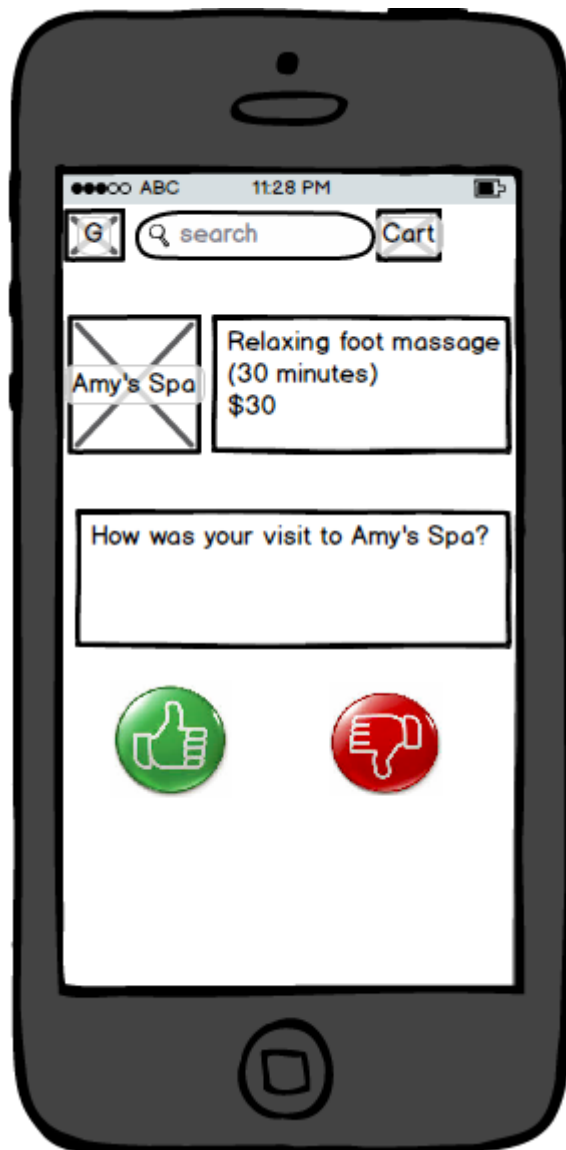 ABC 11:28 PM
G search Cart
Amy's Spa
Relaxing foot massage
(30 minutes)
$30
How was your visit to Amy's Spa?